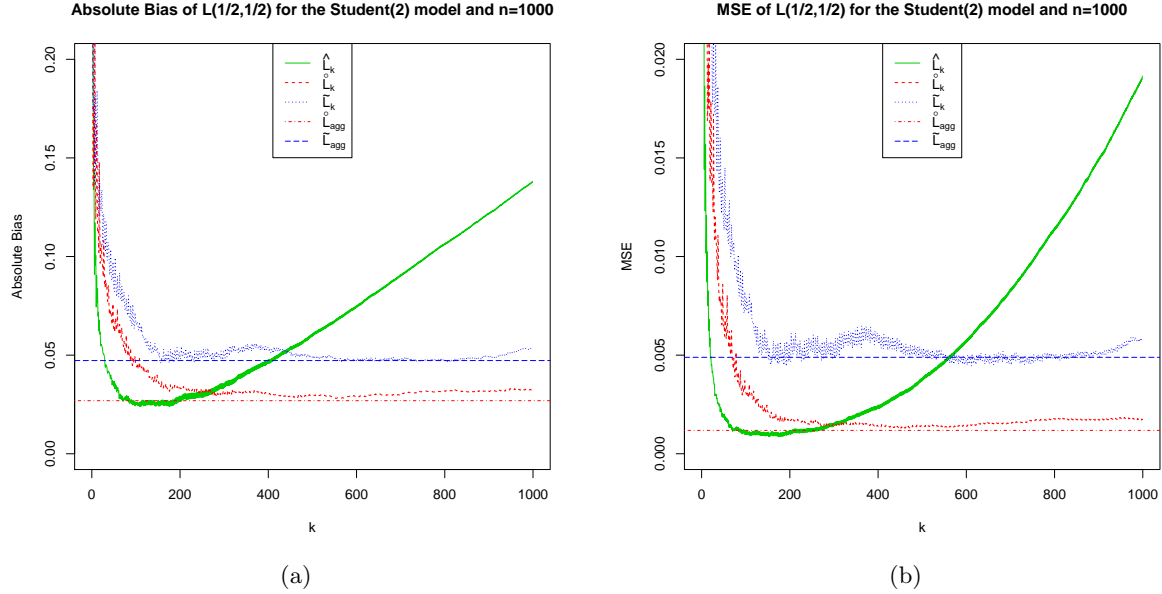 Absolute Bias of L(1/2,1/2) for the Student(2) model and n=1000
Absolute Bias
0.20
0.15
0.10
0.05
0.00
L̂k
L̊k
L̃k
L̊agg
L̃agg
0 200 400 600 800 1000
k
(a)
MSE of L(1/2,1/2) for the Student(2) model and n=1000
MSE
0.020
0.015
0.010
0.005
0.000
L̂k
L̊k
L̃k
L̊agg
L̃agg
0 200 400 600 800 1000
k
(b)